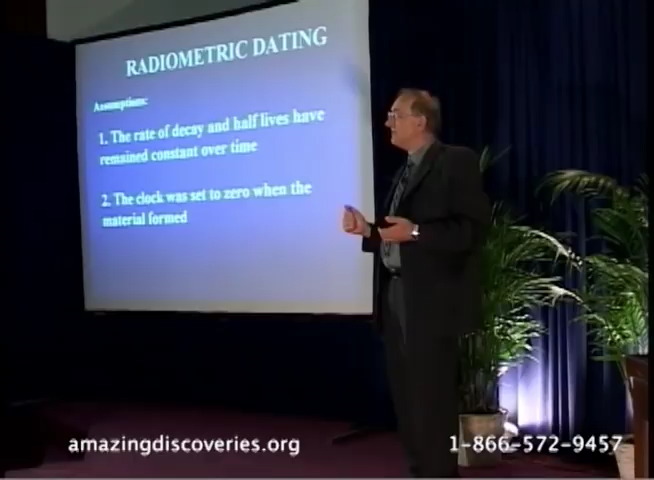 RADIOMETRIC DATING
Assumptions:
1. The rate of decay and half lives have
remained constant over time
2. The clock was set to zero when the
material formed
amazingdiscoveries.org
1-866-572-9457